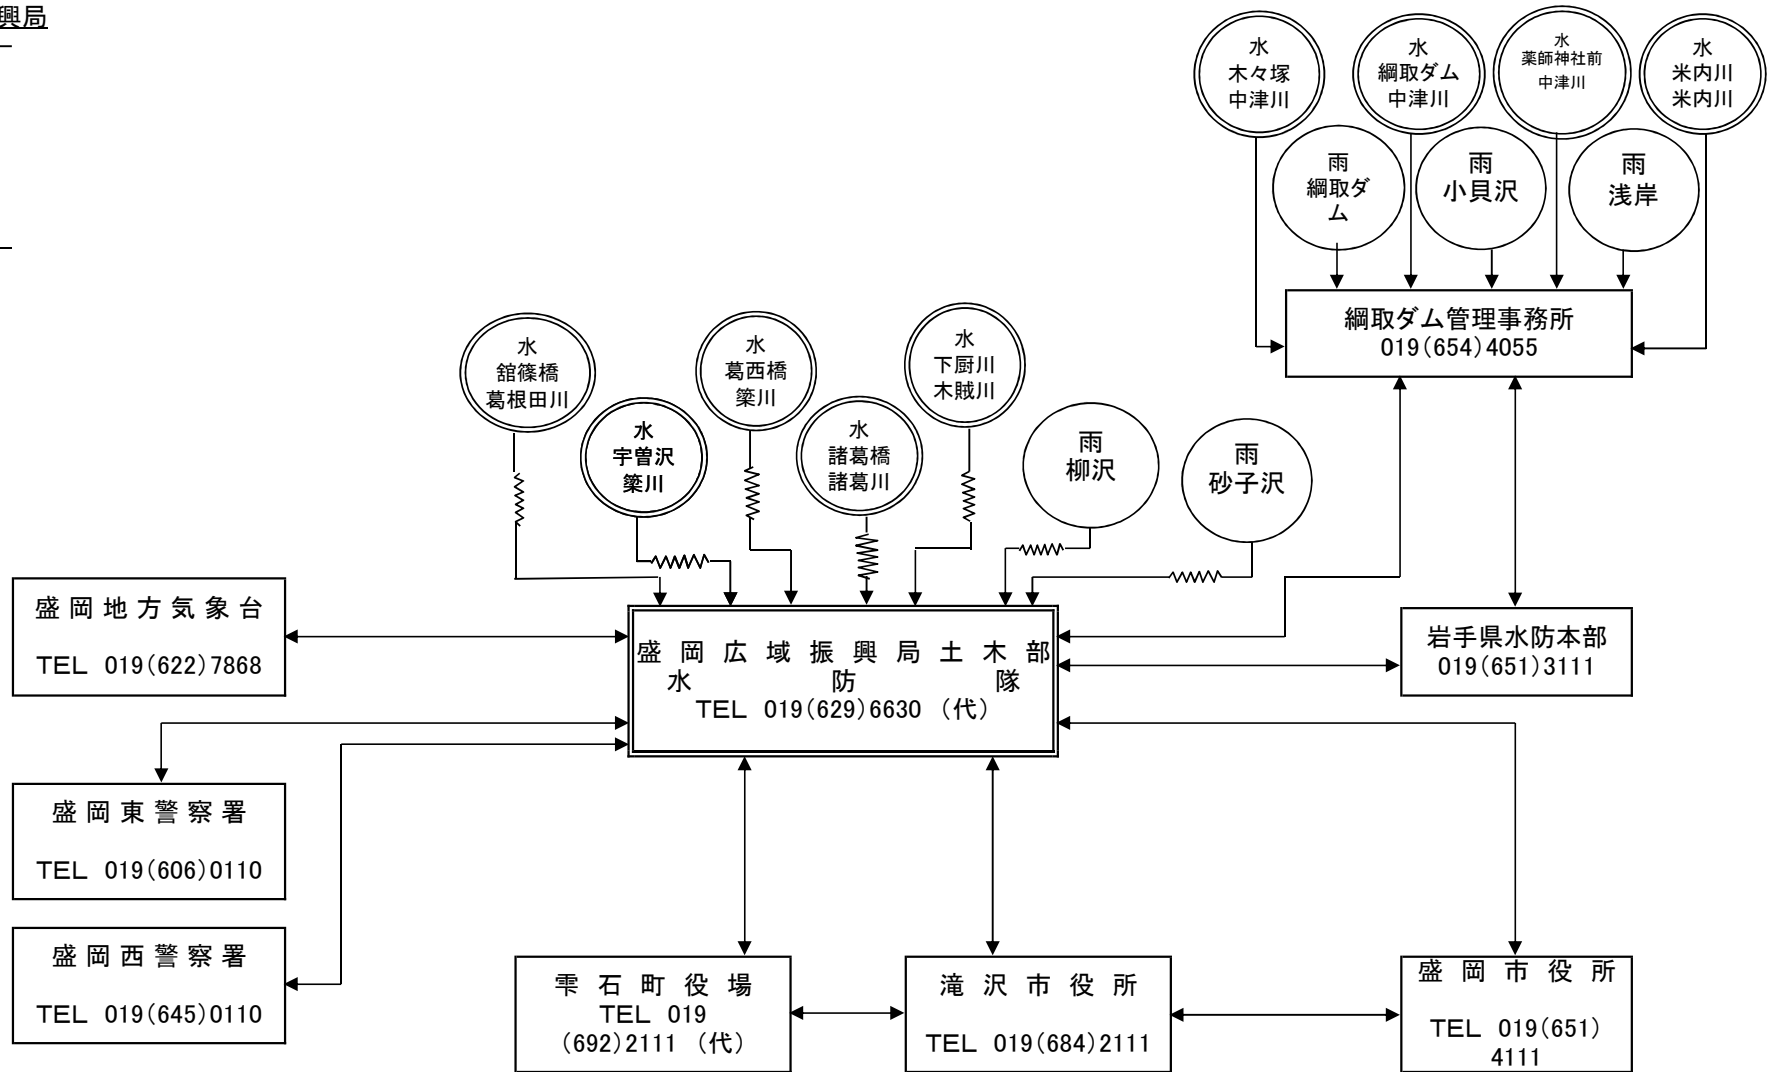 興局
水
木々塚
中津川
水
綱取ダム
中津川
水
薬師神社前
中津川
水
米内川
米内川
雨
綱取ダ
ム
雨
小貝沢
雨
浅岸
綱取ダム管理事務所
019(654)4055
水
舘篠橋
葛根田川
水
宇曽沢
簗川
水
葛西橋
簗川
水
諸葛橋
諸葛川
水
下厨川
木賊川
雨
柳沢
雨
砂子沢
盛岡地方気象台
TEL 019(622)7868
盛岡広域振興局土木部
水防隊
TEL 019(629)6630 (代)
岩手県水防本部
019(651)3111
盛岡東警察署
TEL 019(606)0110
盛岡西警察署
TEL 019(645)0110
雫石町役場
TEL 019
(692)2111 (代)
滝沢市役所
TEL 019(684)2111
盛岡市役所
TEL 019(651)
4111